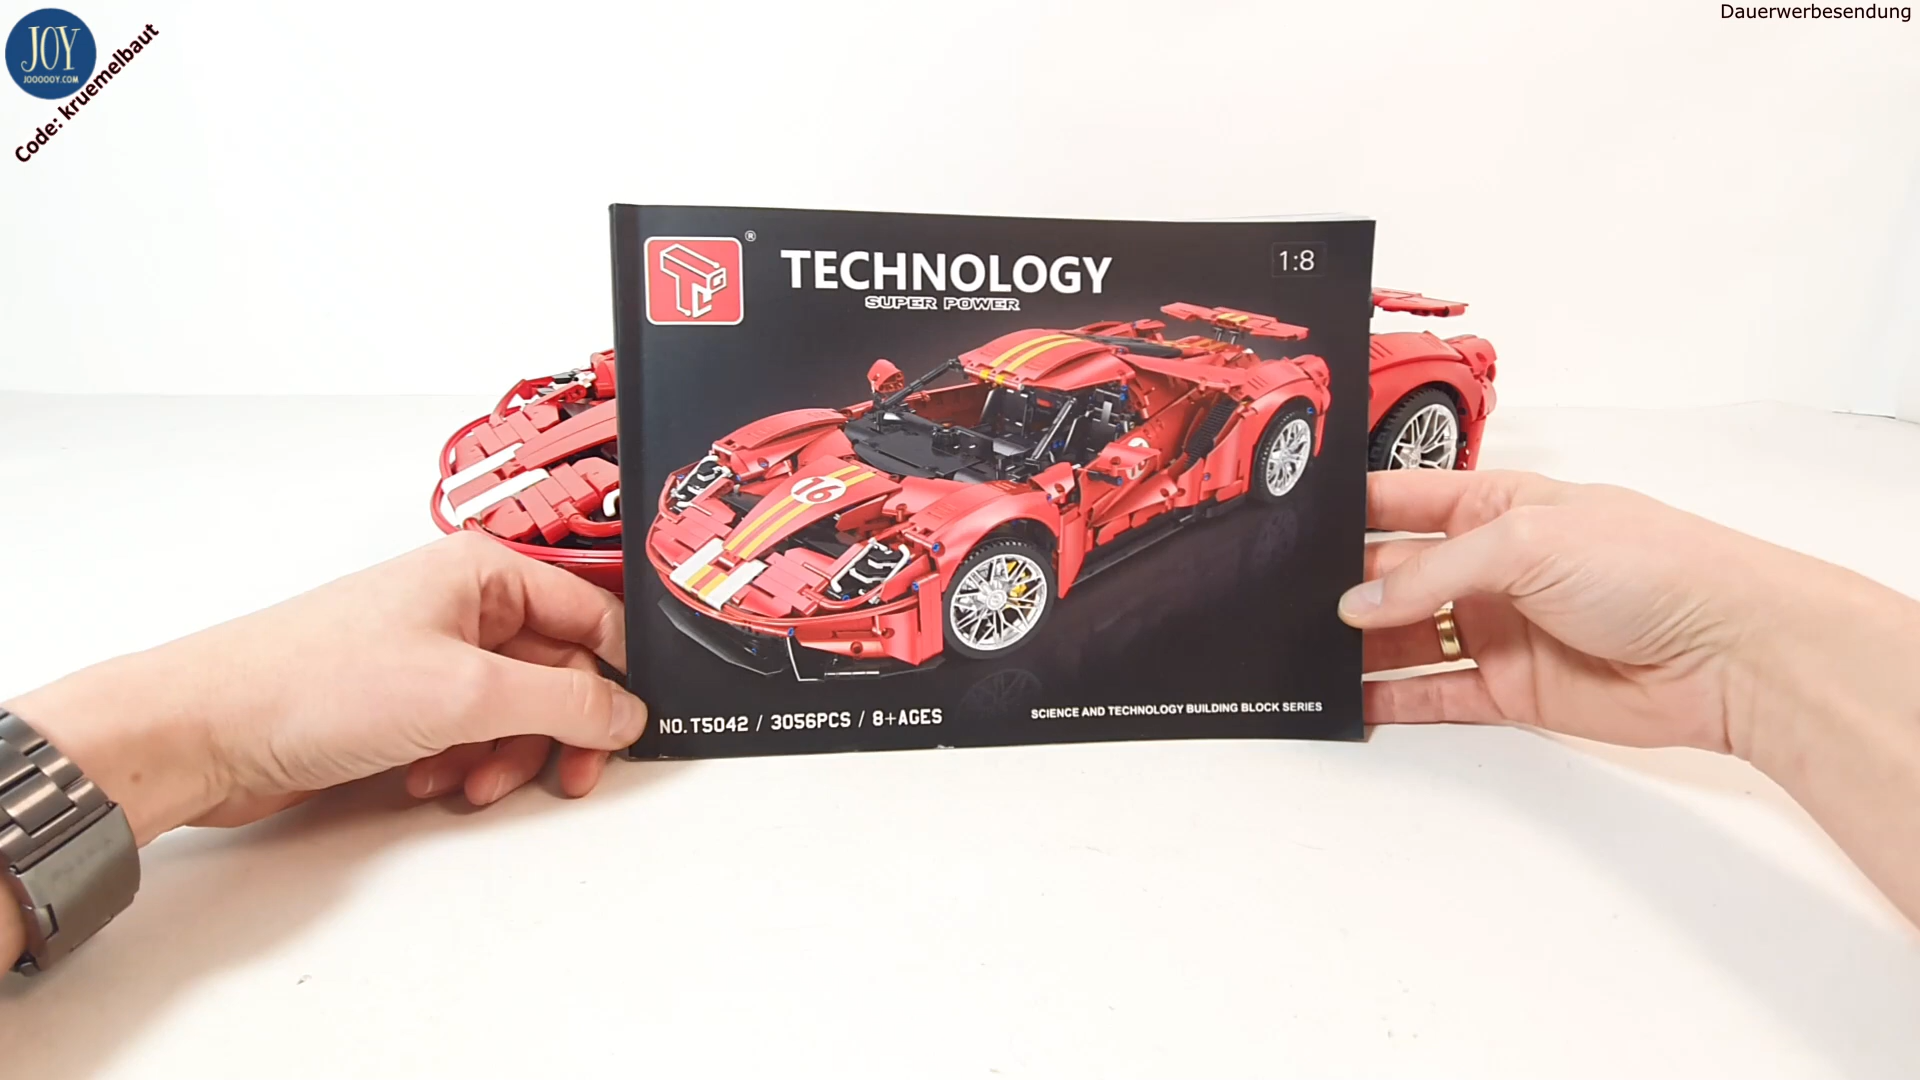 JOY
JOOOOOY.COM
Code: kruemelbaut
Dauerwerbesendung
TECHNOLOGY
SUPER POWER
1:8
®
TGL
16
NO.T5042 / 3056PCS / 8+AGES
SCIENCE AND TECHNOLOGY BUILDING BLOCK SERIES